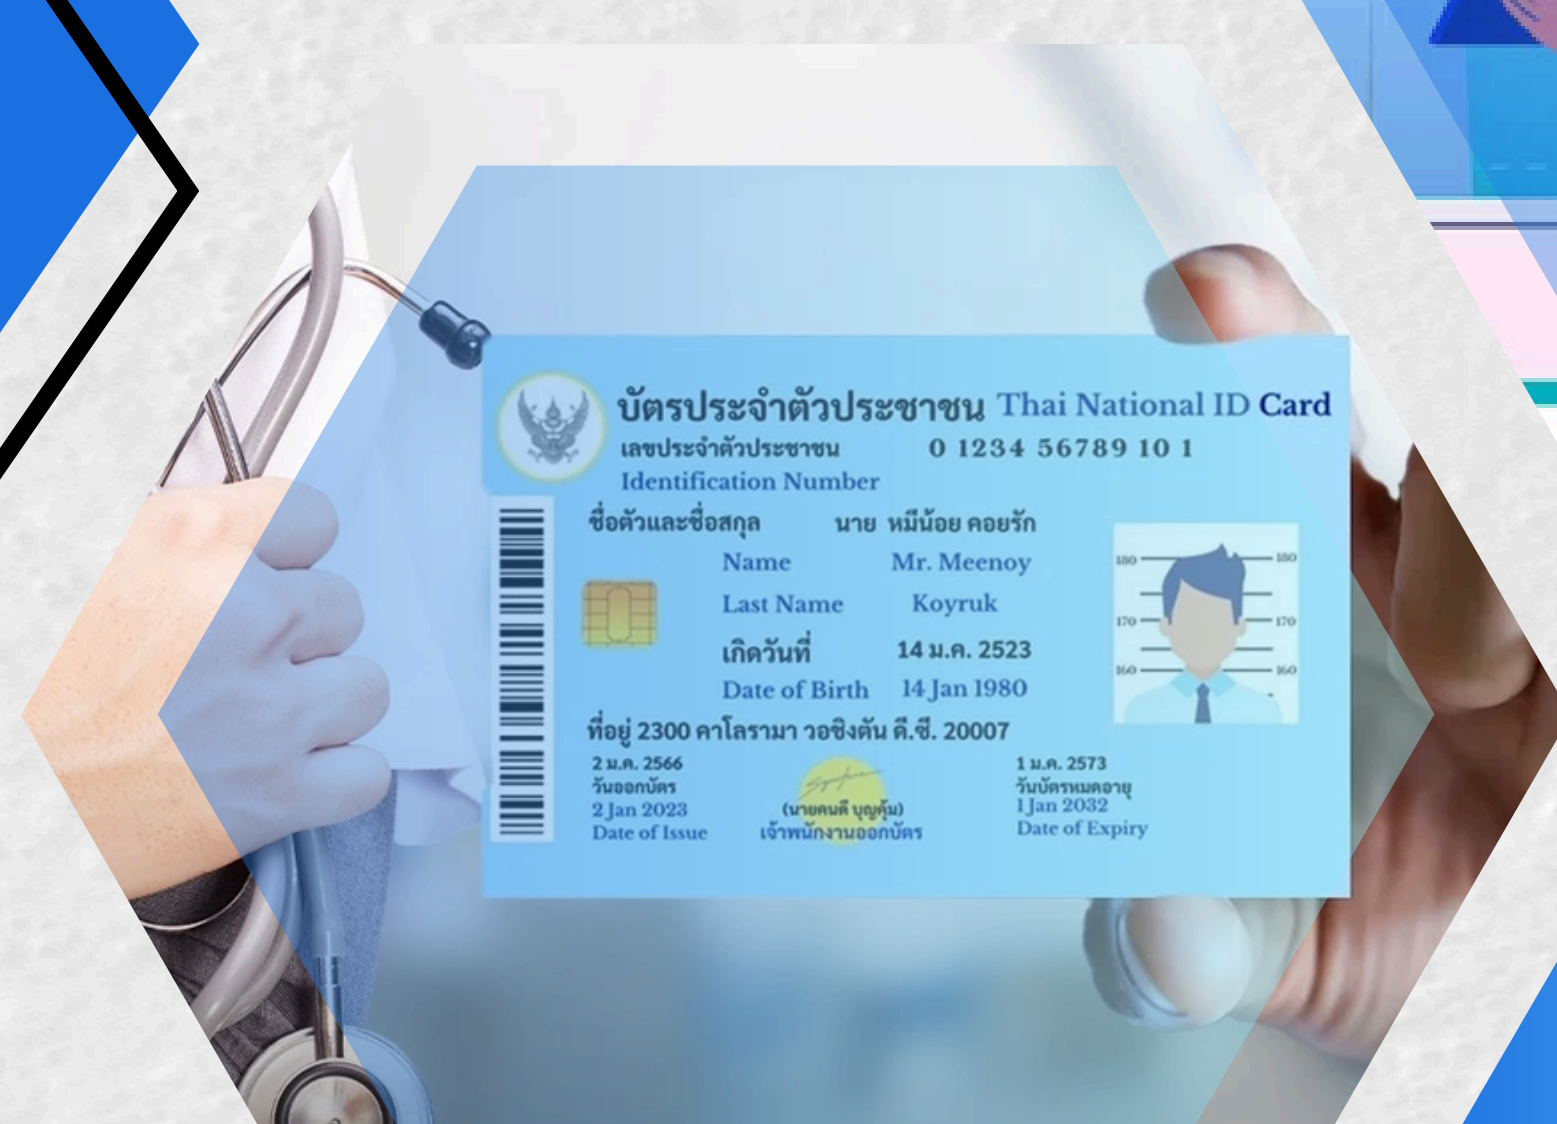 บัตรประจำตัวประชาชน Thai National ID Card
เลขประจำตัวประชาชน 0 1234 56789 10 1
Identification Number
ชื่อตัวและชื่อสกุล นาย หมีน้อย คอยรัก
Name Mr. Meenoy
Last Name Koyruk
เกิดวันที่ 14 ม.ค. 2523
Date of Birth 14 Jan 1980
180 180
170 170
160 160
ที่อยู่ 2300 คาโลรามา วอชิงตัน ดี.ซี. 20007
2 ม.ค. 2566
วันออกบัตร
2 Jan 2023
Date of Issue
(นายคนดี บุญคุ้ม)
เจ้าพนักงานออกบัตร
1 ม.ค. 2573
วันบัตรหมดอายุ
1 Jan 2032
Date of Expiry